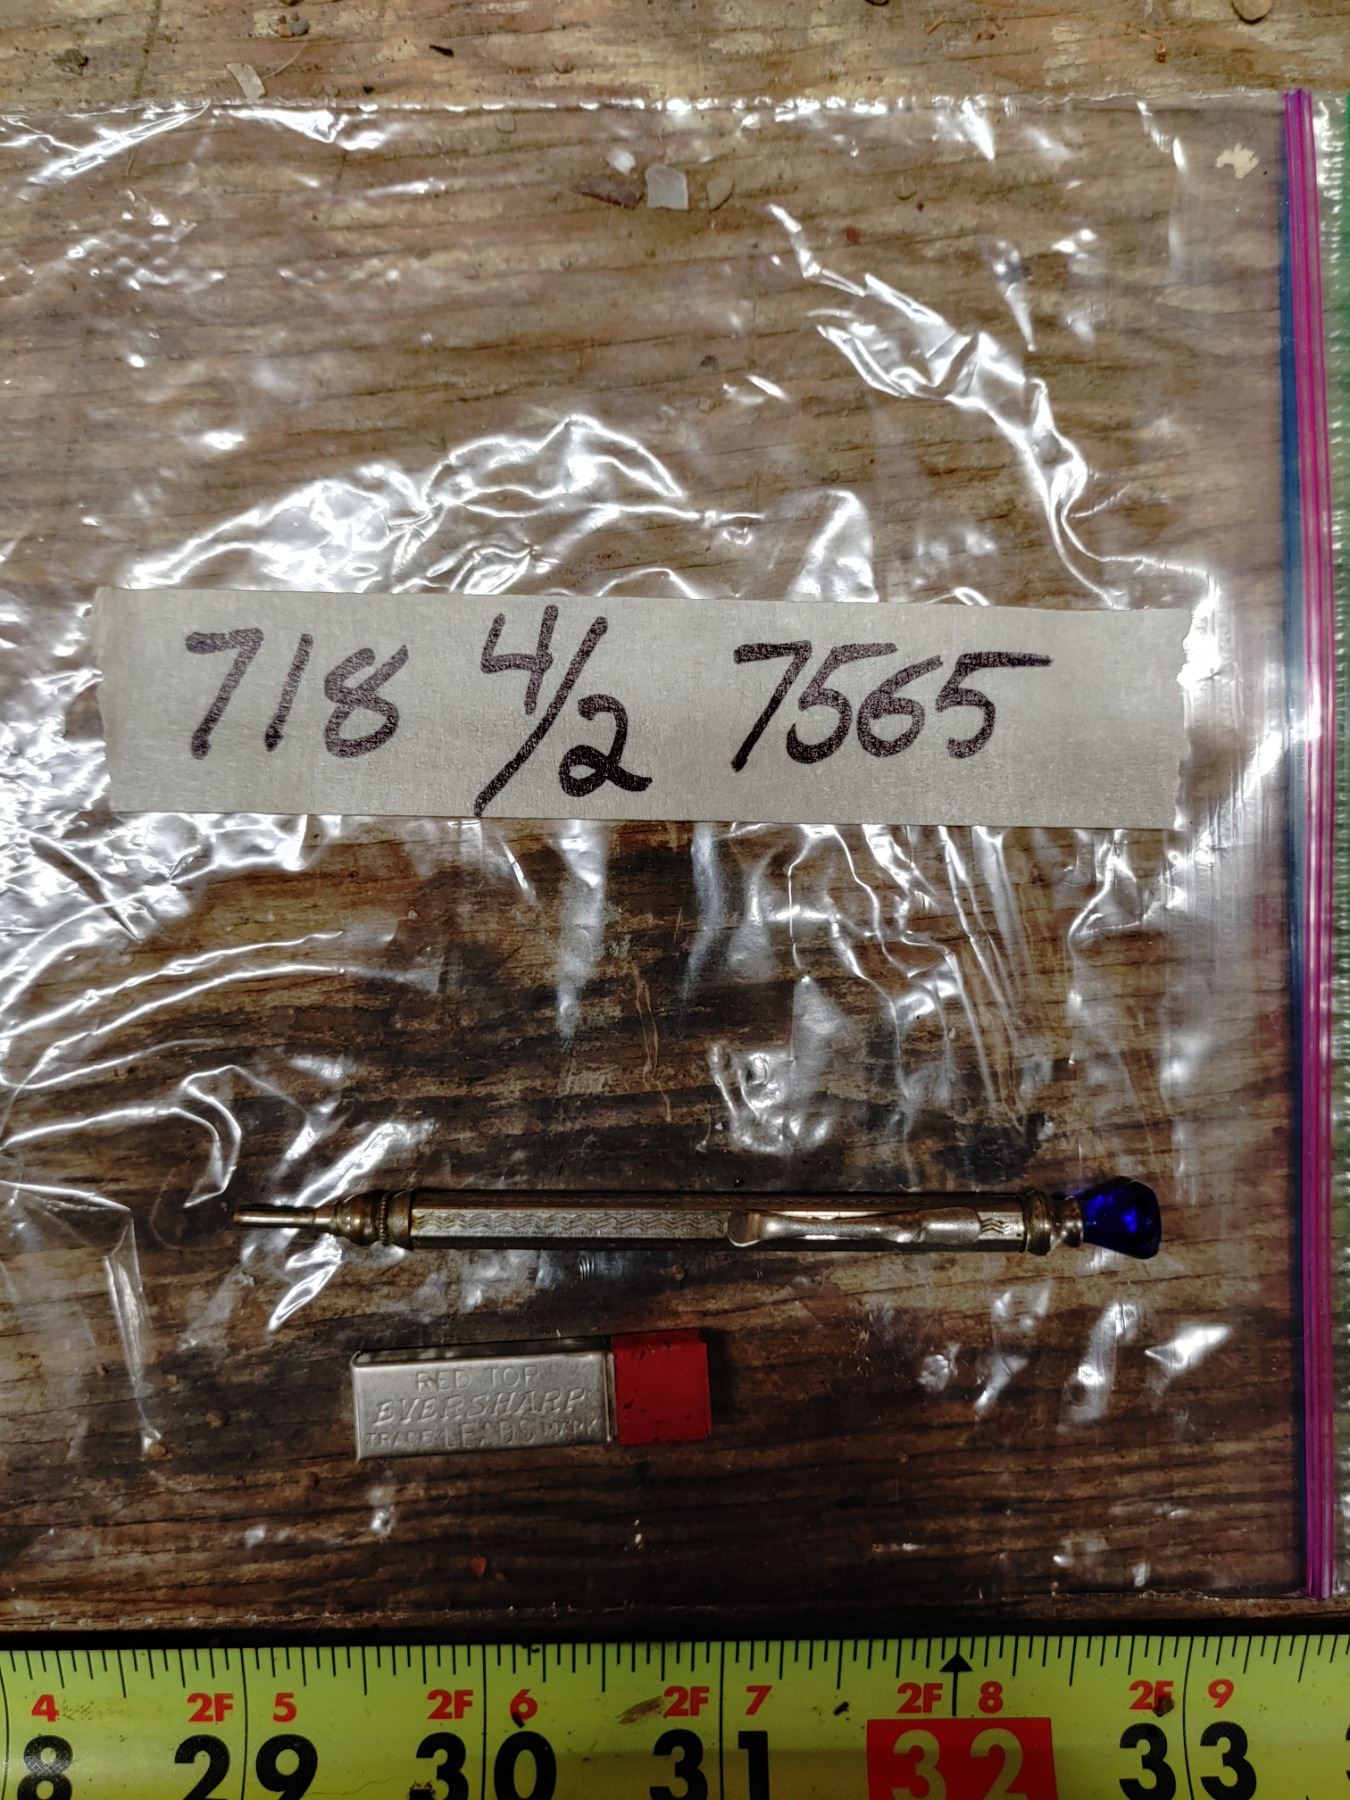 718 4/2 7565
RED TOP
EVERSHARP
TRADE LEADS MARK
4 2F 5 2F 6 2F 7 2F 8 2F 9
8 29 30 31 32 33